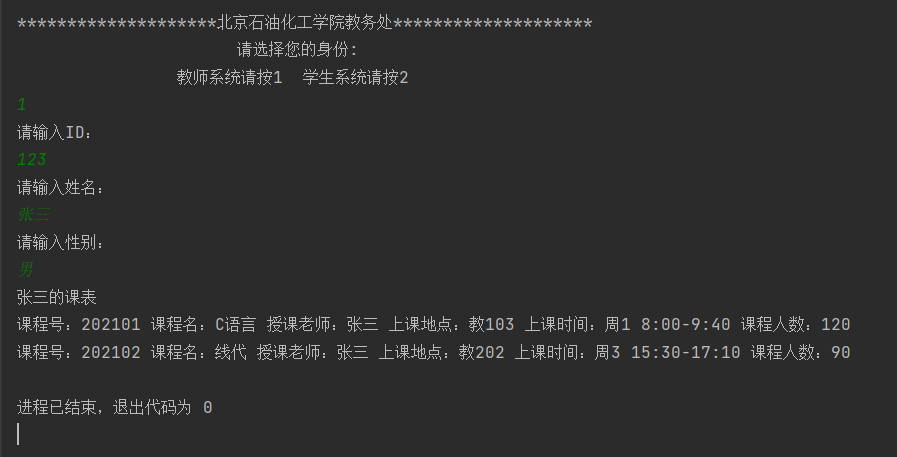 ********************北京石油化工学院教务处********************
请选择您的身份:
教师系统请按1  学生系统请按2
1
请输入ID:
123
请输入姓名:
张三
请输入性别:
男
张三的课表
课程号: 202101 课程名: C语言 授课老师: 张三 上课地点: 教103 上课时间: 周1 8:00-9:40 课程人数: 120
课程号: 202102 课程名: 线代 授课老师: 张三 上课地点: 教202 上课时间: 周3 15:30-17:10 课程人数: 90
进程已结束，退出代码为 0